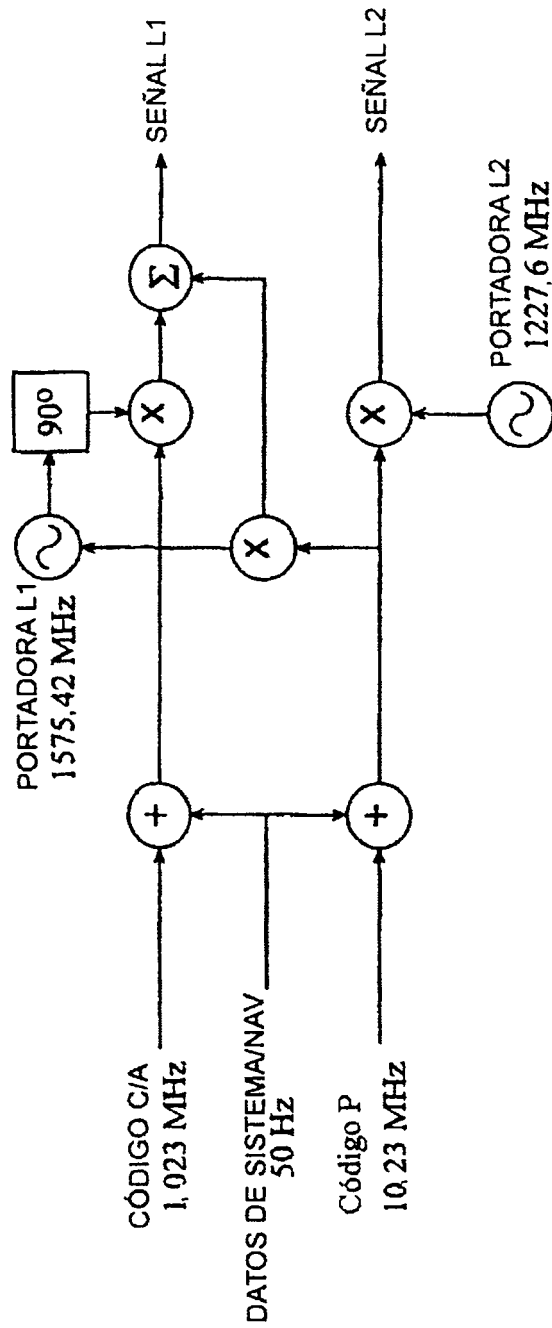 PORTADORA L1
1575,42 MHz
90º
X
Σ
SEÑAL L1
CÓDIGO C/A
1,023 MHz
+
X
DATOS DE SISTEMA/NAV
50 Hz
Código P
10,23 MHz
+
X
SEÑAL L2
PORTADORA L2
1227,6 MHz